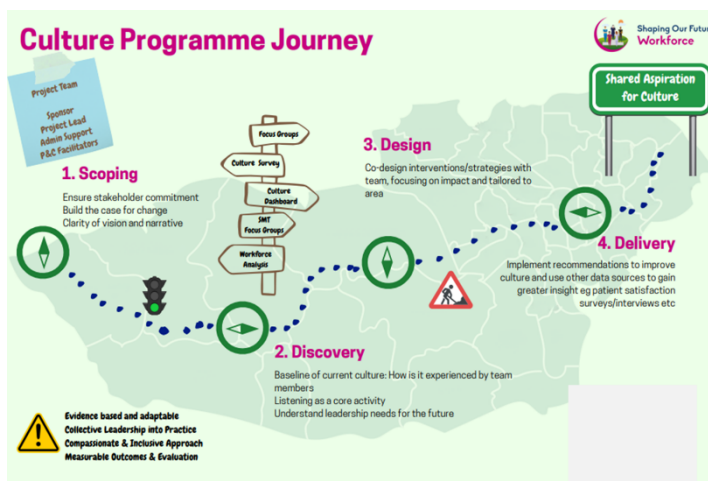 Culture Programme Journey
Shaping Our Futur
Workforce
Project Team
Sponsor
Project Lead
Admin Support
P&C Facilitators
Shared Aspiration
for Culture
1. Scoping
Ensure stakeholder commitment
Build the case for change
Clarity of vision and narrative
Focus Groups
Culture Survey
Culture
Dashboard
SMT
Focus Groups
Workforce
Analysis
3. Design
Co-design interventions/strategies with
team, focusing on impact and tailored to
area
4. Delivery
Implement recommendations to improve
culture and use other data sources to gain
greater insight eg patient satisfaction
surveys/interviews etc
2. Discovery
Baseline of current culture: How is it experienced by team
members
Listening as a core activity
Understand leadership needs for the future
Evidence based and adaptable
Collective Leadership into Practice
Compassionate & Inclusive Approach
Measurable Outcomes & Evaluation